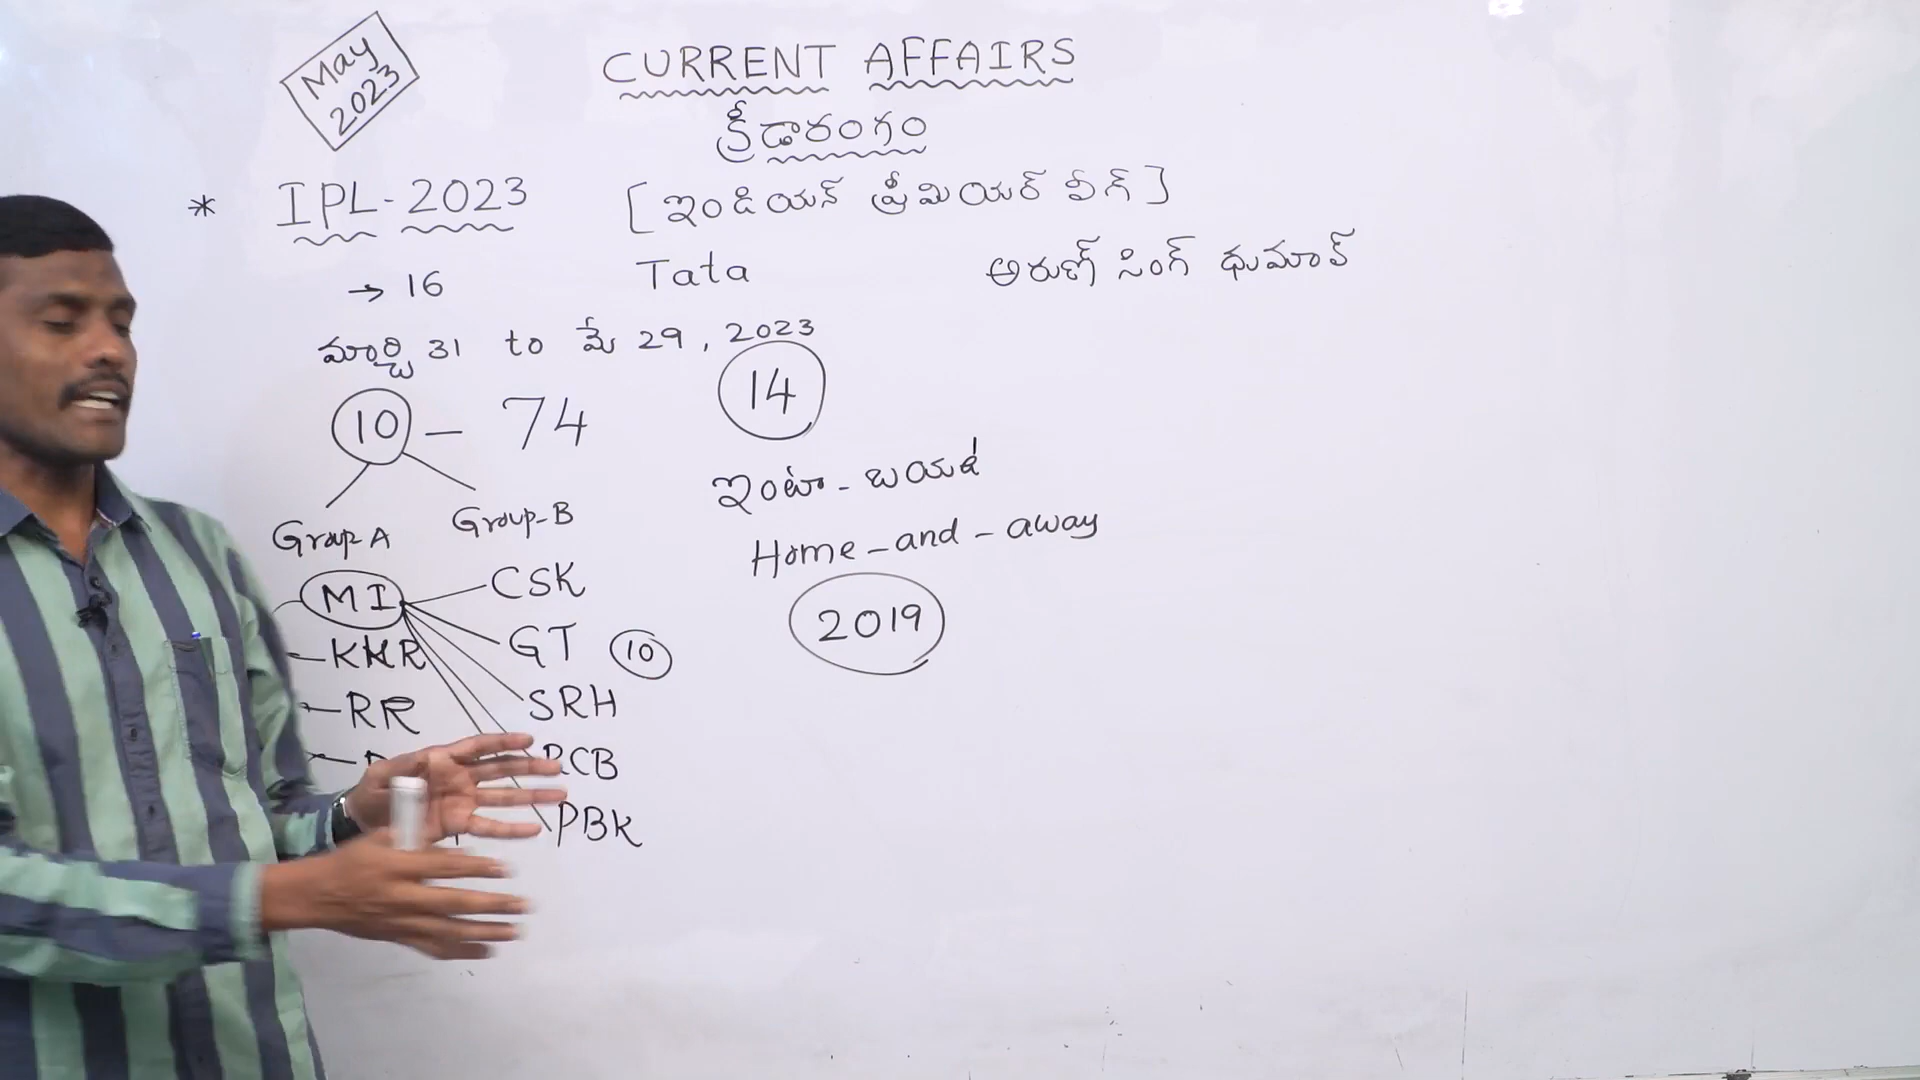 May
2023
CURRENT AFFAIRS
క్రీడారంగం
* IPL-2023 [ఇండియన్ ప్రీమియర్ లీగ్]
→ 16 Tata అరుణ్ సింగ్ ధుమాల్
మార్చి 31 to మే 29, 2023
10 - 74 14
ఇంటా - బయట
Group-A Group-B
Home-and-away
MI CSK
2019
KKR GT 10
RR SRH
RCB
PBK